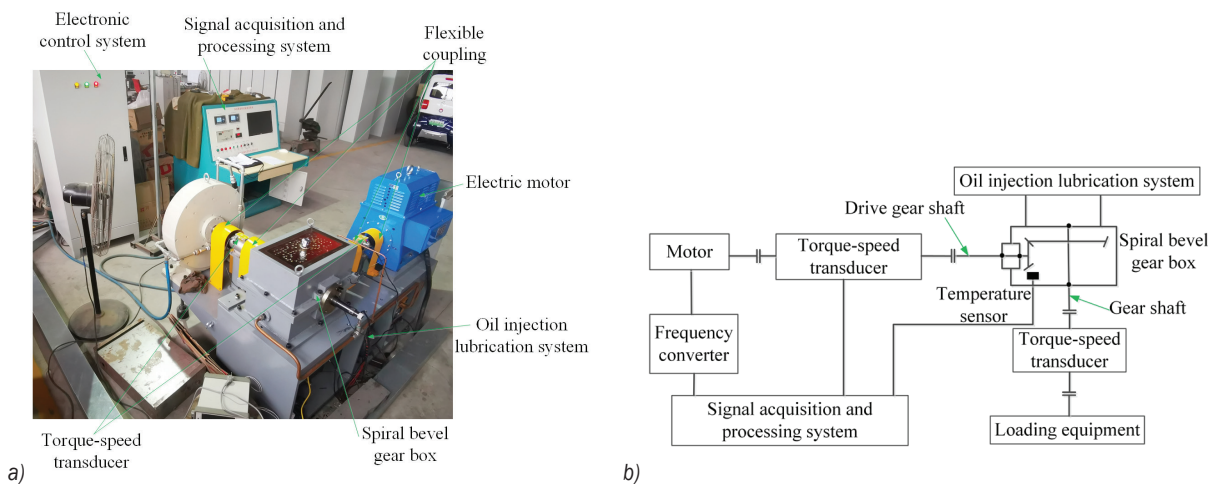 Electronic
control system
Signal acquisition and
processing system
Flexible
coupling
Electric motor
Oil injection
lubrication system
Spiral bevel
gear box
Torque-speed
transducer
a)
Oil injection lubrication system
Drive gear shaft
Motor
Torque-speed
transducer
Spiral bevel
gear box
Temperature
sensor
Gear shaft
Frequency
converter
Torque-speed
transducer
Signal acquisition and
processing system
Loading equipment
b)